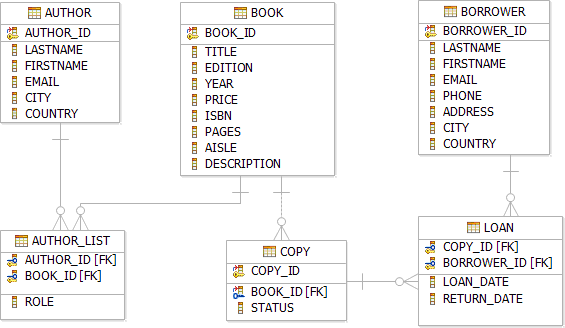 AUTHOR
AUTHOR_ID
LASTNAME
FIRSTNAME
EMAIL
CITY
COUNTRY
BOOK
BOOK_ID
TITLE
EDITION
YEAR
PRICE
ISBN
PAGES
AISLE
DESCRIPTION
BORROWER
BORROWER_ID
LASTNAME
FIRSTNAME
EMAIL
PHONE
ADDRESS
CITY
COUNTRY
AUTHOR_LIST
AUTHOR_ID [FK]
BOOK_ID [FK]
ROLE
COPY
COPY_ID
BOOK_ID [FK]
STATUS
LOAN
COPY_ID [FK]
BORROWER_ID [FK]
LOAN_DATE
RETURN_DATE